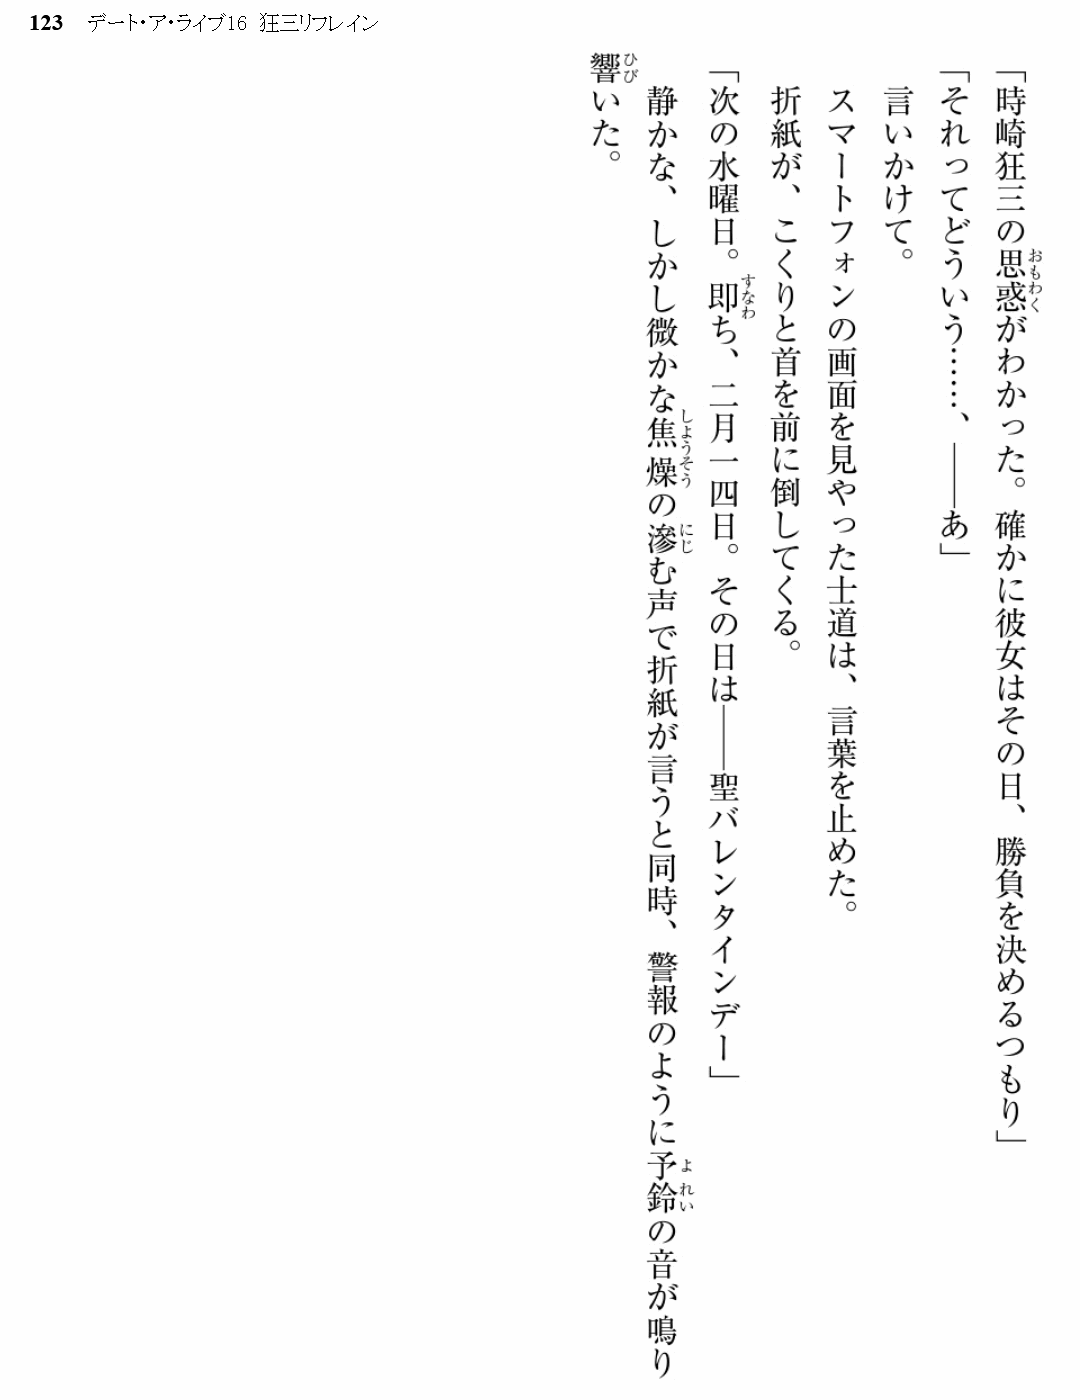 123 デート・ア・ライブ16 狂三リフレイン
「時崎狂三の思惑がわかった。確かに彼女はその日、勝負を決めるつもり」
「それってどういう……、――あ」
言いかけて。
スマートフォンの画面を見やった士道は、言葉を止めた。
折紙が、こくりと首を前に倒してくる。
「次の水曜日。即ち、二月一四日。その日は――聖バレンタインデー」
静かな、しかし微かな焦燥の滲む声で折紙が言うと同時、警報のように予鈴の音が鳴り
響いた。